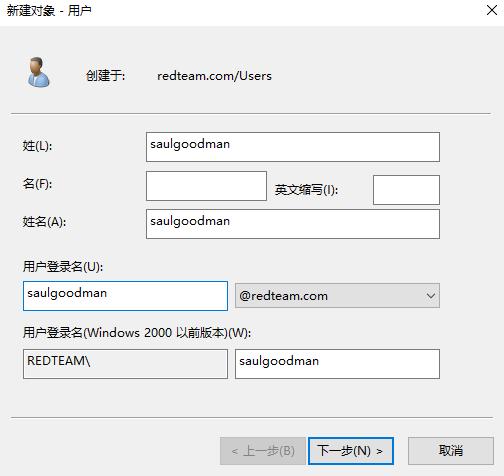 新建对象 - 用户
创建于: redteam.com/Users
姓(L): saulgoodman
名(F): 英文缩写(I):
姓名(A): saulgoodman
用户登录名(U):
saulgoodman @redteam.com
用户登录名(Windows 2000 以前版本)(W):
REDTEAM\ saulgoodman
< 上一步(B) 下一步(N) > 取消